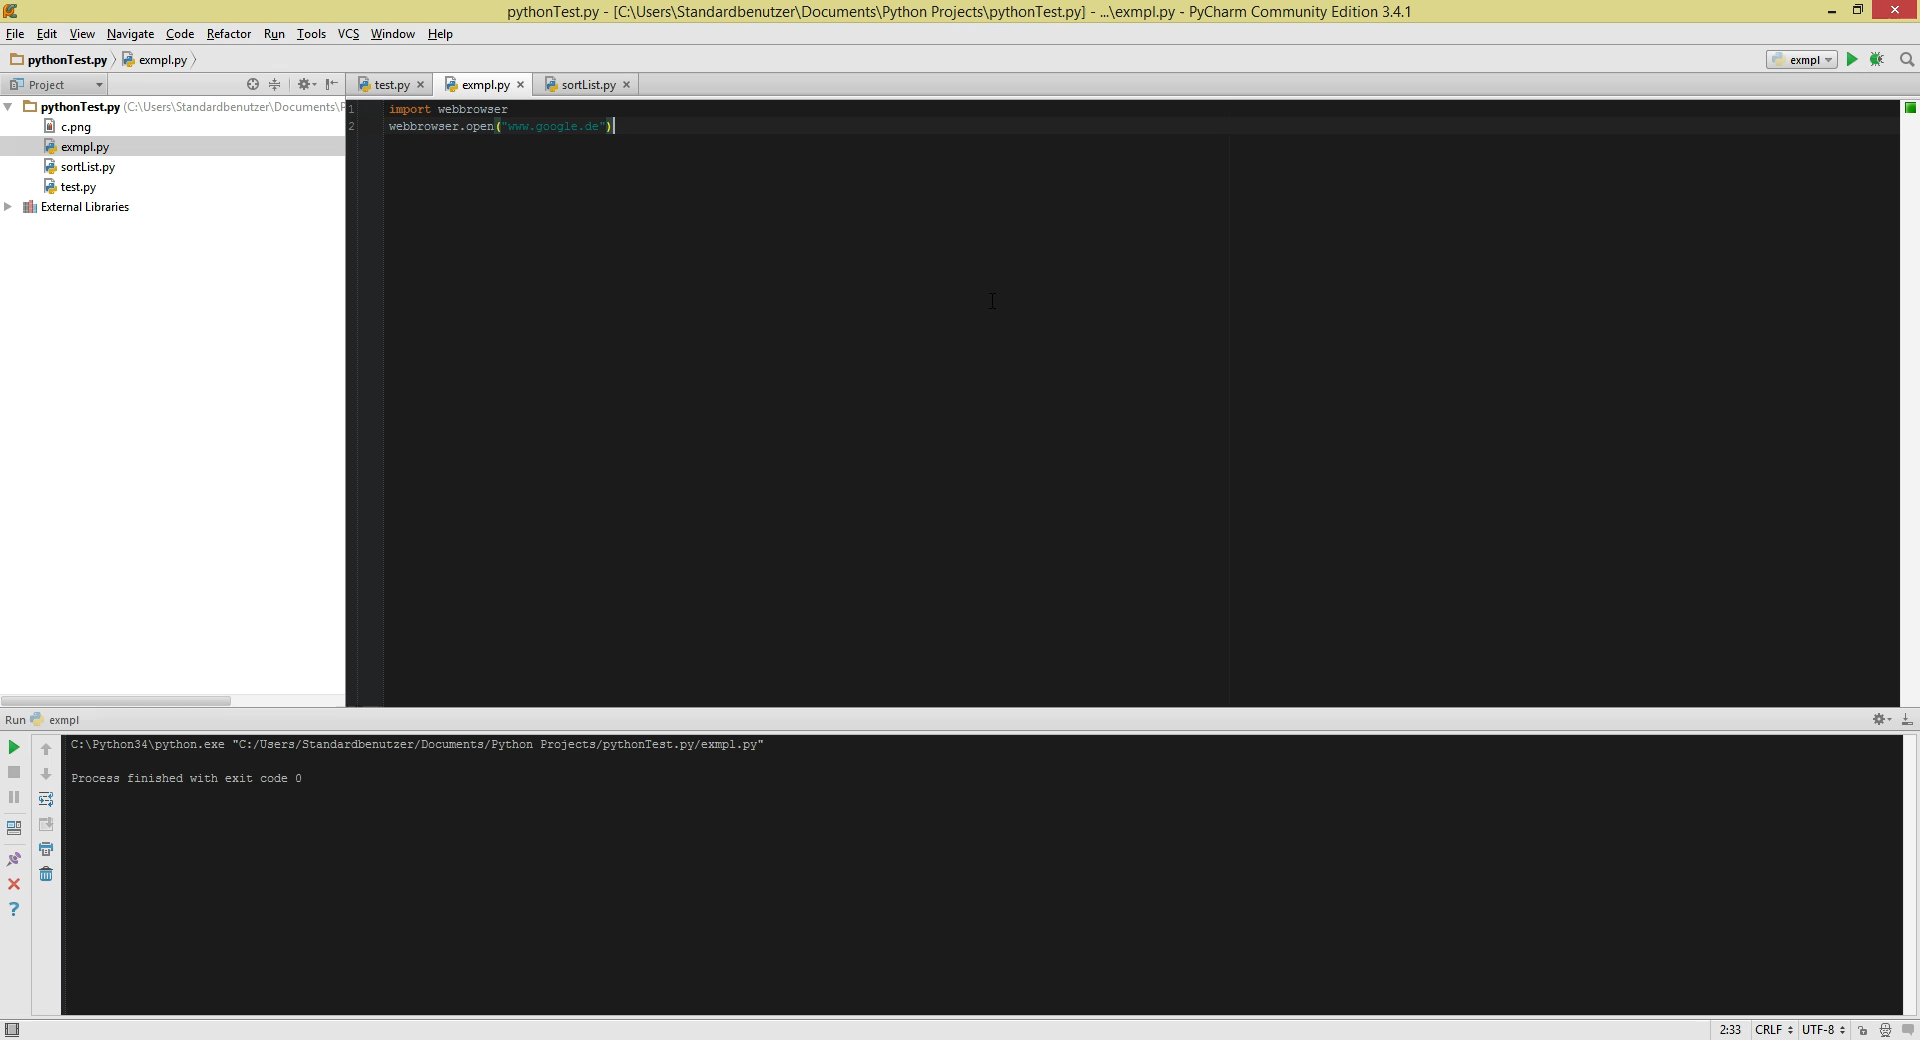 pythonTest.py - [C:\Users\Standardbenutzer\Documents\Python Projects\pythonTest.py] - ...\exmpl.py - PyCharm Community Edition 3.4.1
File Edit View Navigate Code Refactor Run Tools VCS Window Help
pythonTest.py exmpl.py exmpl
Project test.py exmpl.py sortList.py
pythonTest.py (C:\Users\Standardbenutzer\Documents\P
c.png
exmpl.py
sortList.py
test.py
External Libraries
1 import webbrowser
2 webbrowser.open("www.google.de")
Run exmpl
C:\Python34\python.exe "C:/Users/Standardbenutzer/Documents/Python Projects/pythonTest.py/exmpl.py"
Process finished with exit code 0
2:33 CRLF UTF-8